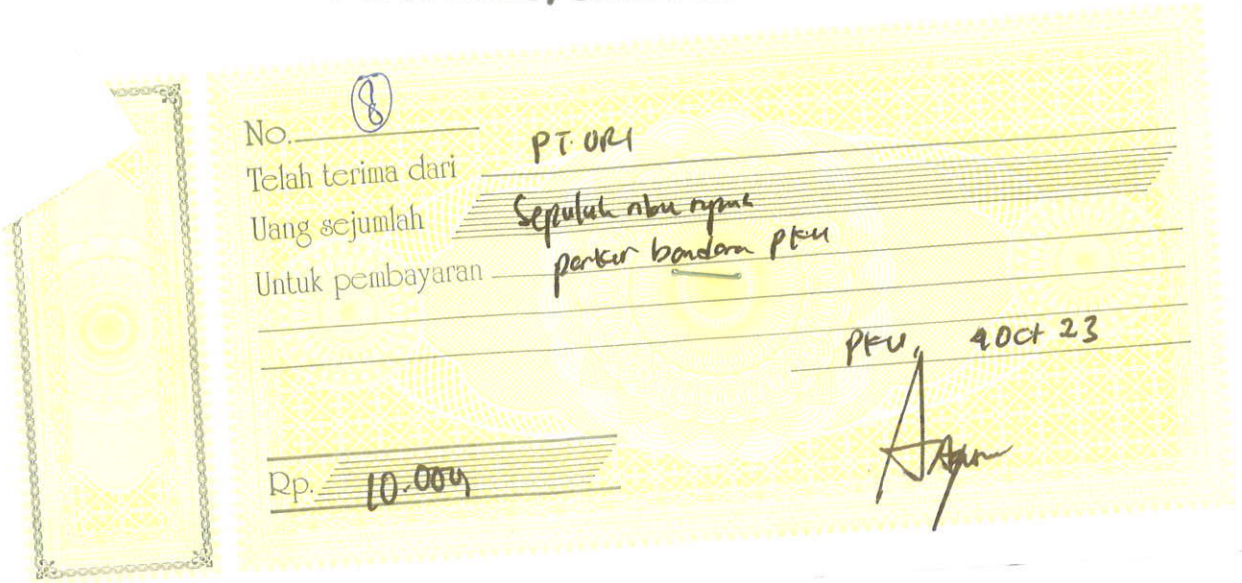 No. 8
Telah terima dari PT. ORI
Uang sejumlah Sepuluh ribu rupiah
Untuk pembayaran parkir bandara PKU
PKU, 9 Oct 23
Rp. 10.000